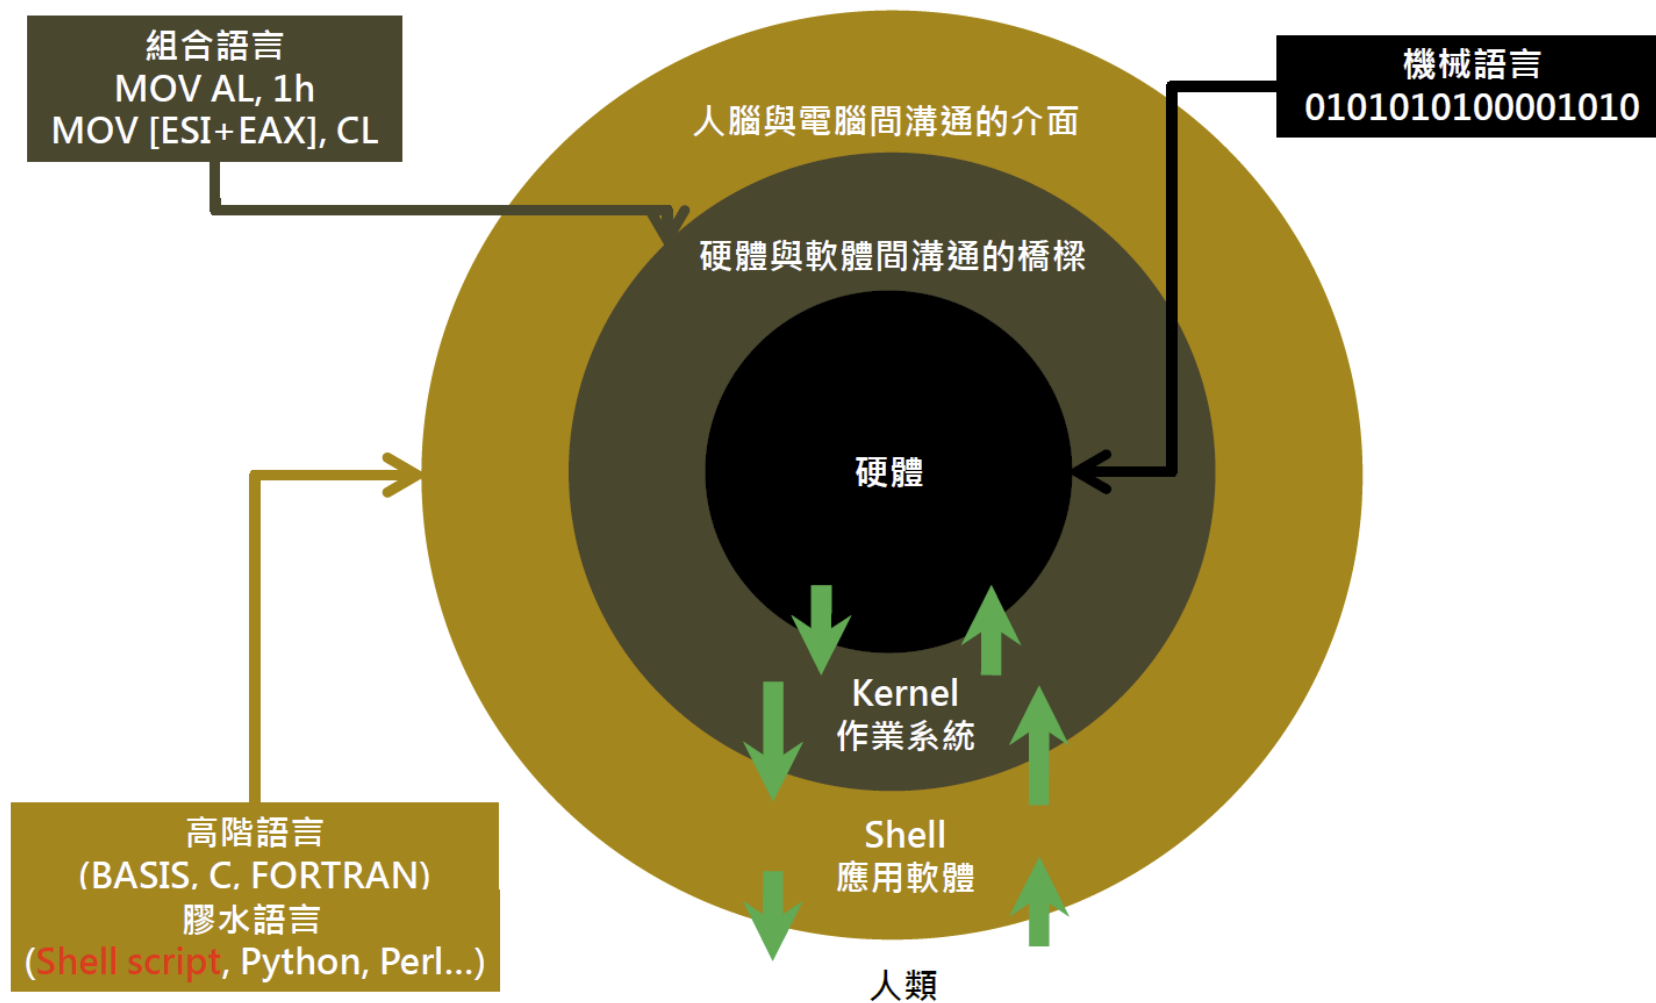 組合語言
MOV AL, 1h
MOV [ESI+EAX], CL
機械語言
0101010100001010
人腦與電腦間溝通的介面
硬體與軟體間溝通的橋樑
硬體
Kernel
作業系統
Shell
應用軟體
人類
高階語言
(BASIS, C, FORTRAN)
膠水語言
(Shell script, Python, Perl...)